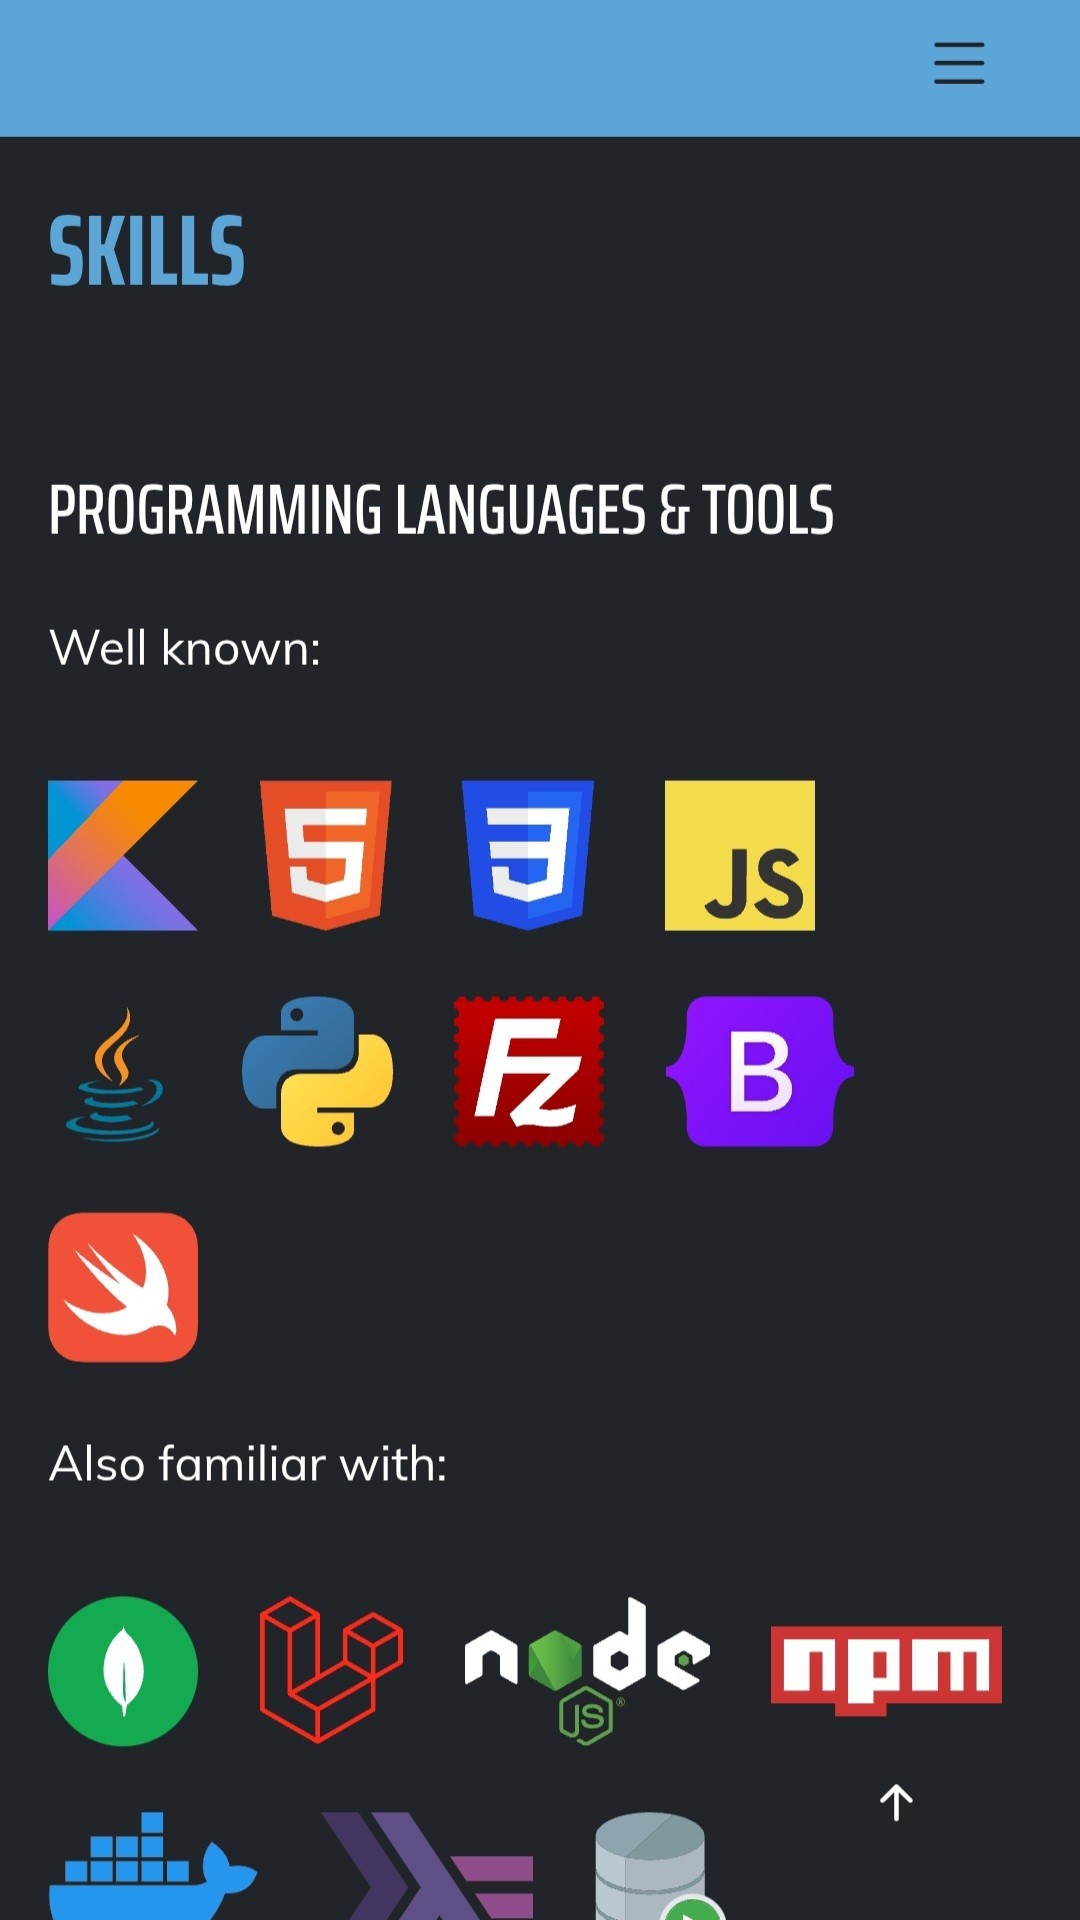 SKILLS
PROGRAMMING LANGUAGES & TOOLS
Well known:
5 3 JS
Fz B
Also familiar with:
node npm
JS ®